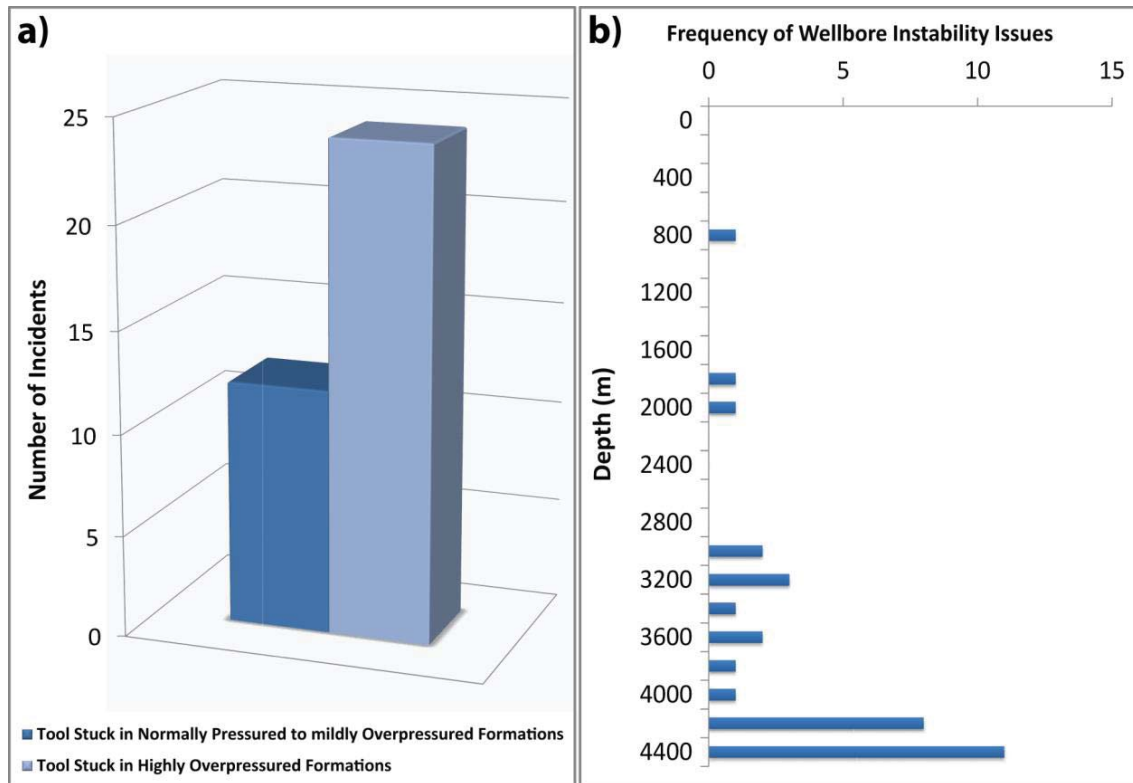 a)
25
20
15
10
5
0
Number of Incidents
Tool Stuck in Normally Pressured to mildly Overpressured Formations
Tool Stuck in Highly Overpressured Formations
b)
Frequency of Wellbore Instability Issues
0 5 10 15
Depth (m)
0
400
800
1200
1600
2000
2400
2800
3200
3600
4000
4400